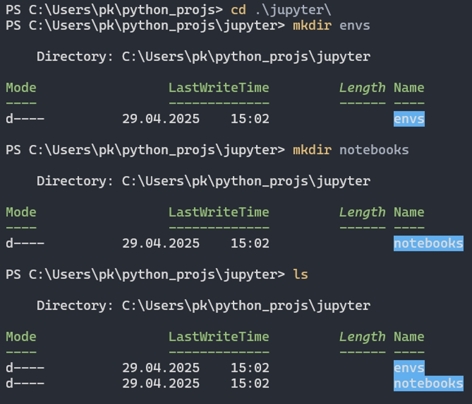 PS C:\Users\pk\python_projs> cd .\jupyter\
PS C:\Users\pk\python_projs\jupyter> mkdir envs
Directory: C:\Users\pk\python_projs\jupyter
Mode LastWriteTime Length Name
---- ------------- ------ ----
d---- 29.04.2025 15:02 envs
PS C:\Users\pk\python_projs\jupyter> mkdir notebooks
Directory: C:\Users\pk\python_projs\jupyter
Mode LastWriteTime Length Name
---- ------------- ------ ----
d---- 29.04.2025 15:02 notebooks
PS C:\Users\pk\python_projs\jupyter> ls
Directory: C:\Users\pk\python_projs\jupyter
Mode LastWriteTime Length Name
---- ------------- ------ ----
d---- 29.04.2025 15:02 envs
d---- 29.04.2025 15:02 notebooks